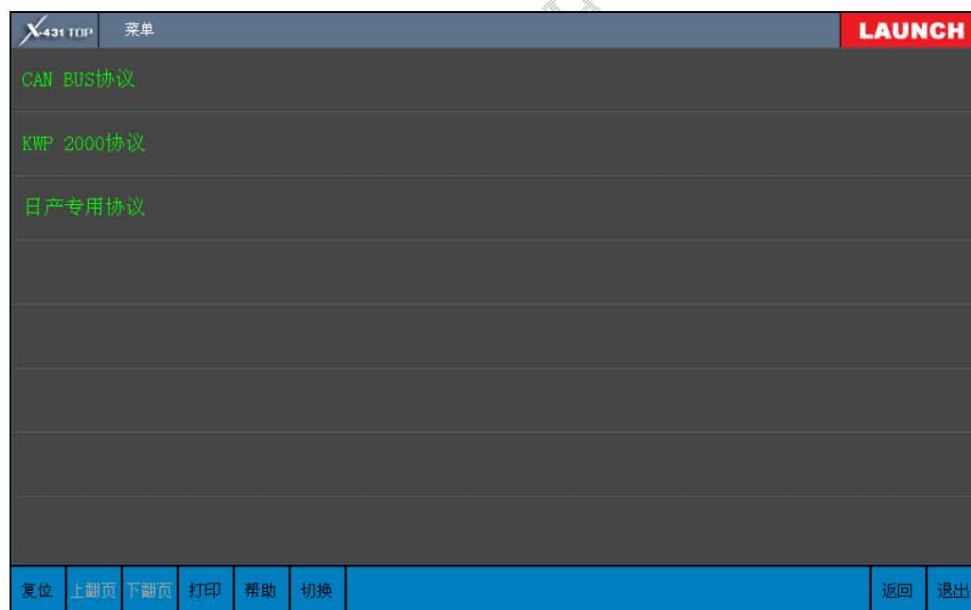 X-431 TOP 菜单 LAUNCH
CAN BUS协议
KWP 2000协议
日产专用协议
复位 上翻页 下翻页 打印 帮助 切换 返回 退出